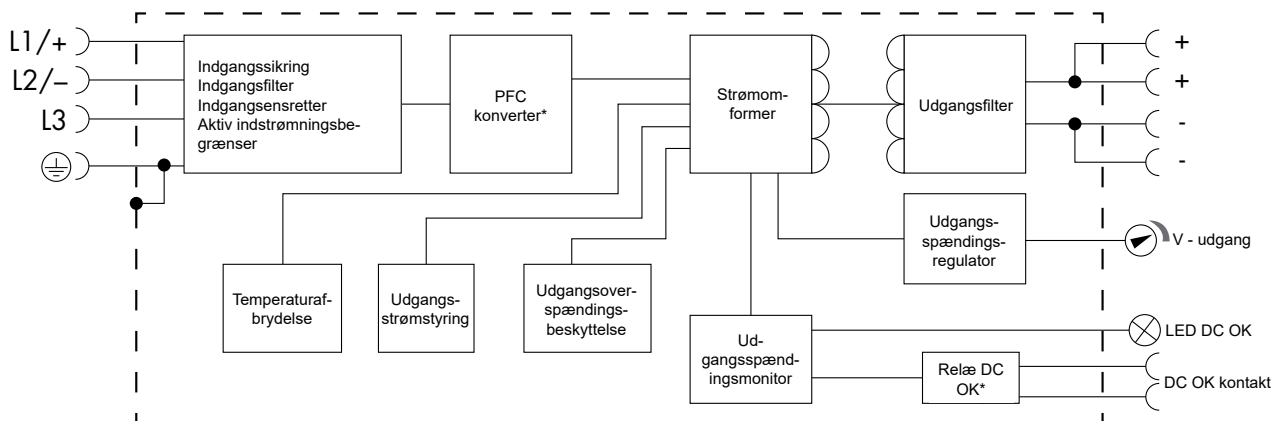 L1/+
L2/–
L3
Indgangssikring
Indgangsfilter
Indgangsensretter
Aktiv indstrømningsbe-
grænser
PFC
konverter*
Strømom-
former
Udgangsfilter
+
+
-
-
Udgangs-
spændings-
regulator
V - udgang
Temperaturaf-
brydelse
Udgangs-
strømstyring
Udgangsover-
spændings-
beskyttelse
Ud-
gangsspænd-
ingsmonitor
LED DC OK
Relæ DC
OK*
DC OK kontakt